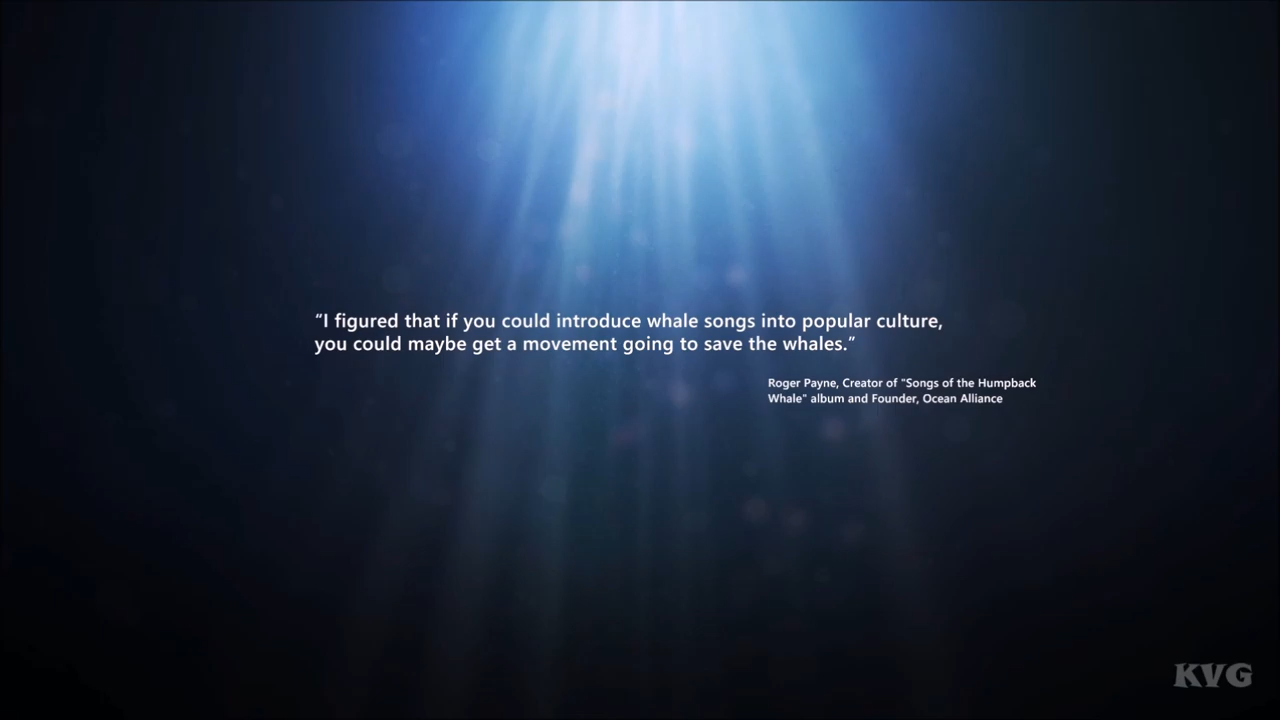 “I figured that if you could introduce whale songs into popular culture,
you could maybe get a movement going to save the whales.”
Roger Payne, Creator of "Songs of the Humpback
Whale" album and Founder, Ocean Alliance
KVG